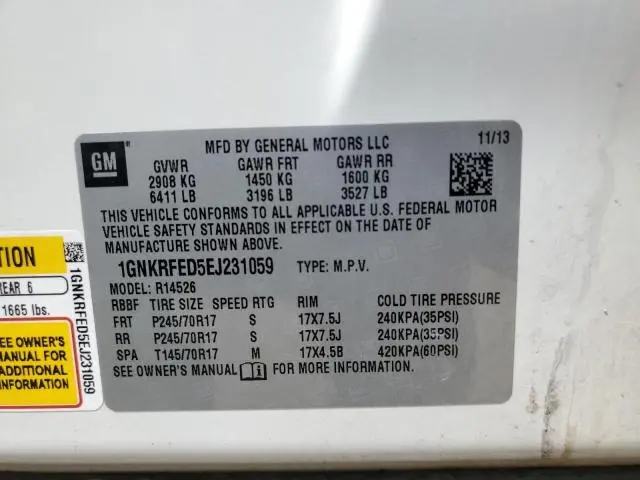 GM
MFD BY GENERAL MOTORS LLC 11/13
GVWR GAWR FRT GAWR RR
2908 KG 1450 KG 1600 KG
6411 LB 3196 LB 3527 LB
THIS VEHICLE CONFORMS TO ALL APPLICABLE U.S. FEDERAL MOTOR
VEHICLE SAFETY STANDARDS IN EFFECT ON THE DATE OF
MANUFACTURE SHOWN ABOVE.
1GNKRFED5EJ231059 TYPE: M.P.V.
MODEL: R14526
RBBF TIRE SIZE SPEED RTG RIM COLD TIRE PRESSURE
FRT P245/70R17 S 17X7.5J 240KPA(35PSI)
RR P245/70R17 S 17X7.5J 240KPA(35PSI)
SPA T145/70R17 M 17X4.5B 420KPA(60PSI)
SEE OWNER'S MANUAL i FOR MORE INFORMATION.
TION
REAR 6
1665 lbs.
SEE OWNER'S
MANUAL FOR
ADDITIONAL
INFORMATION
1GNKRFED5EJ231059